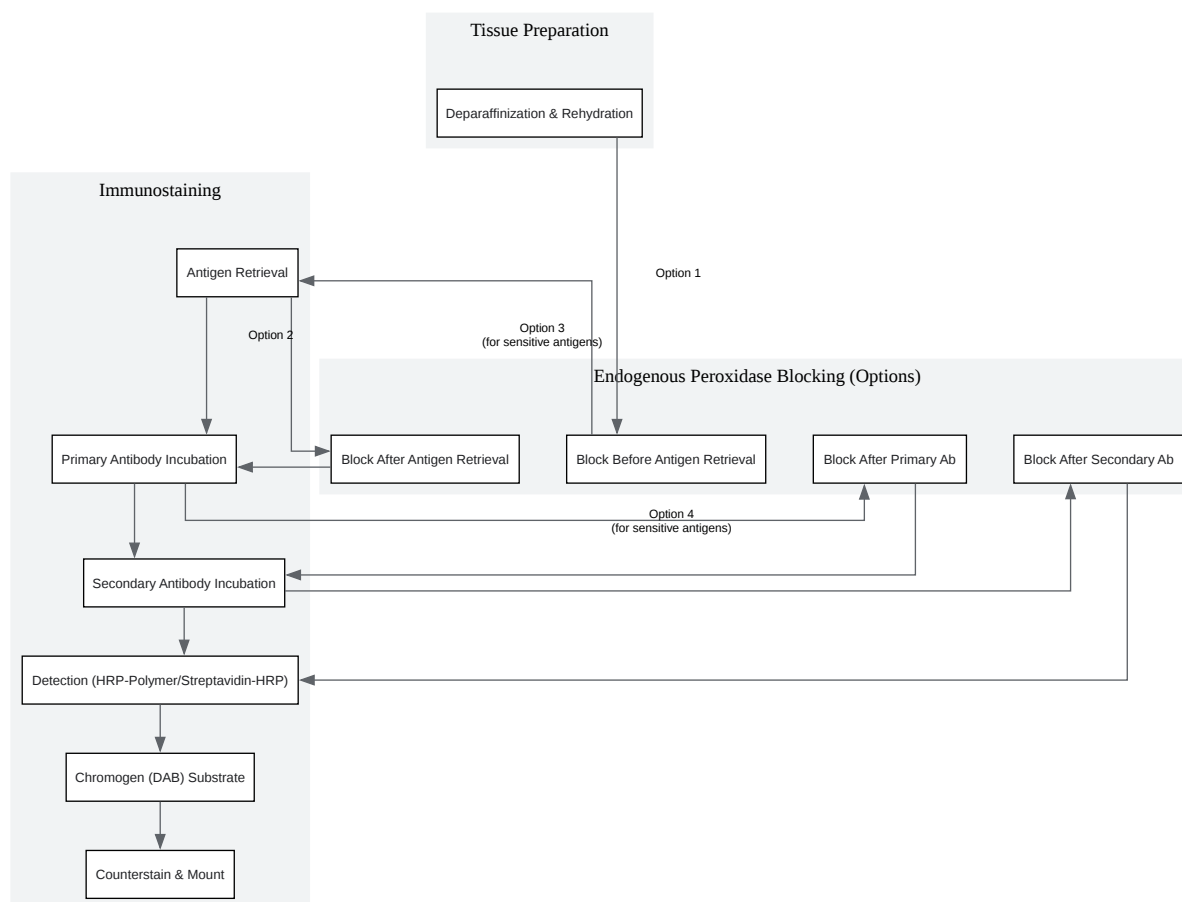 Tissue Preparation
Deparaffinization & Rehydration
Immunostaining
Antigen Retrieval
Option 1
Option 2
Option 3
(for sensitive antigens)
Endogenous Peroxidase Blocking (Options)
Primary Antibody Incubation
Block After Antigen Retrieval
Block Before Antigen Retrieval
Block After Primary Ab
Block After Secondary Ab
Option 4
(for sensitive antigens)
Secondary Antibody Incubation
Detection (HRP-Polymer/Streptavidin-HRP)
Chromogen (DAB) Substrate
Counterstain & Mount